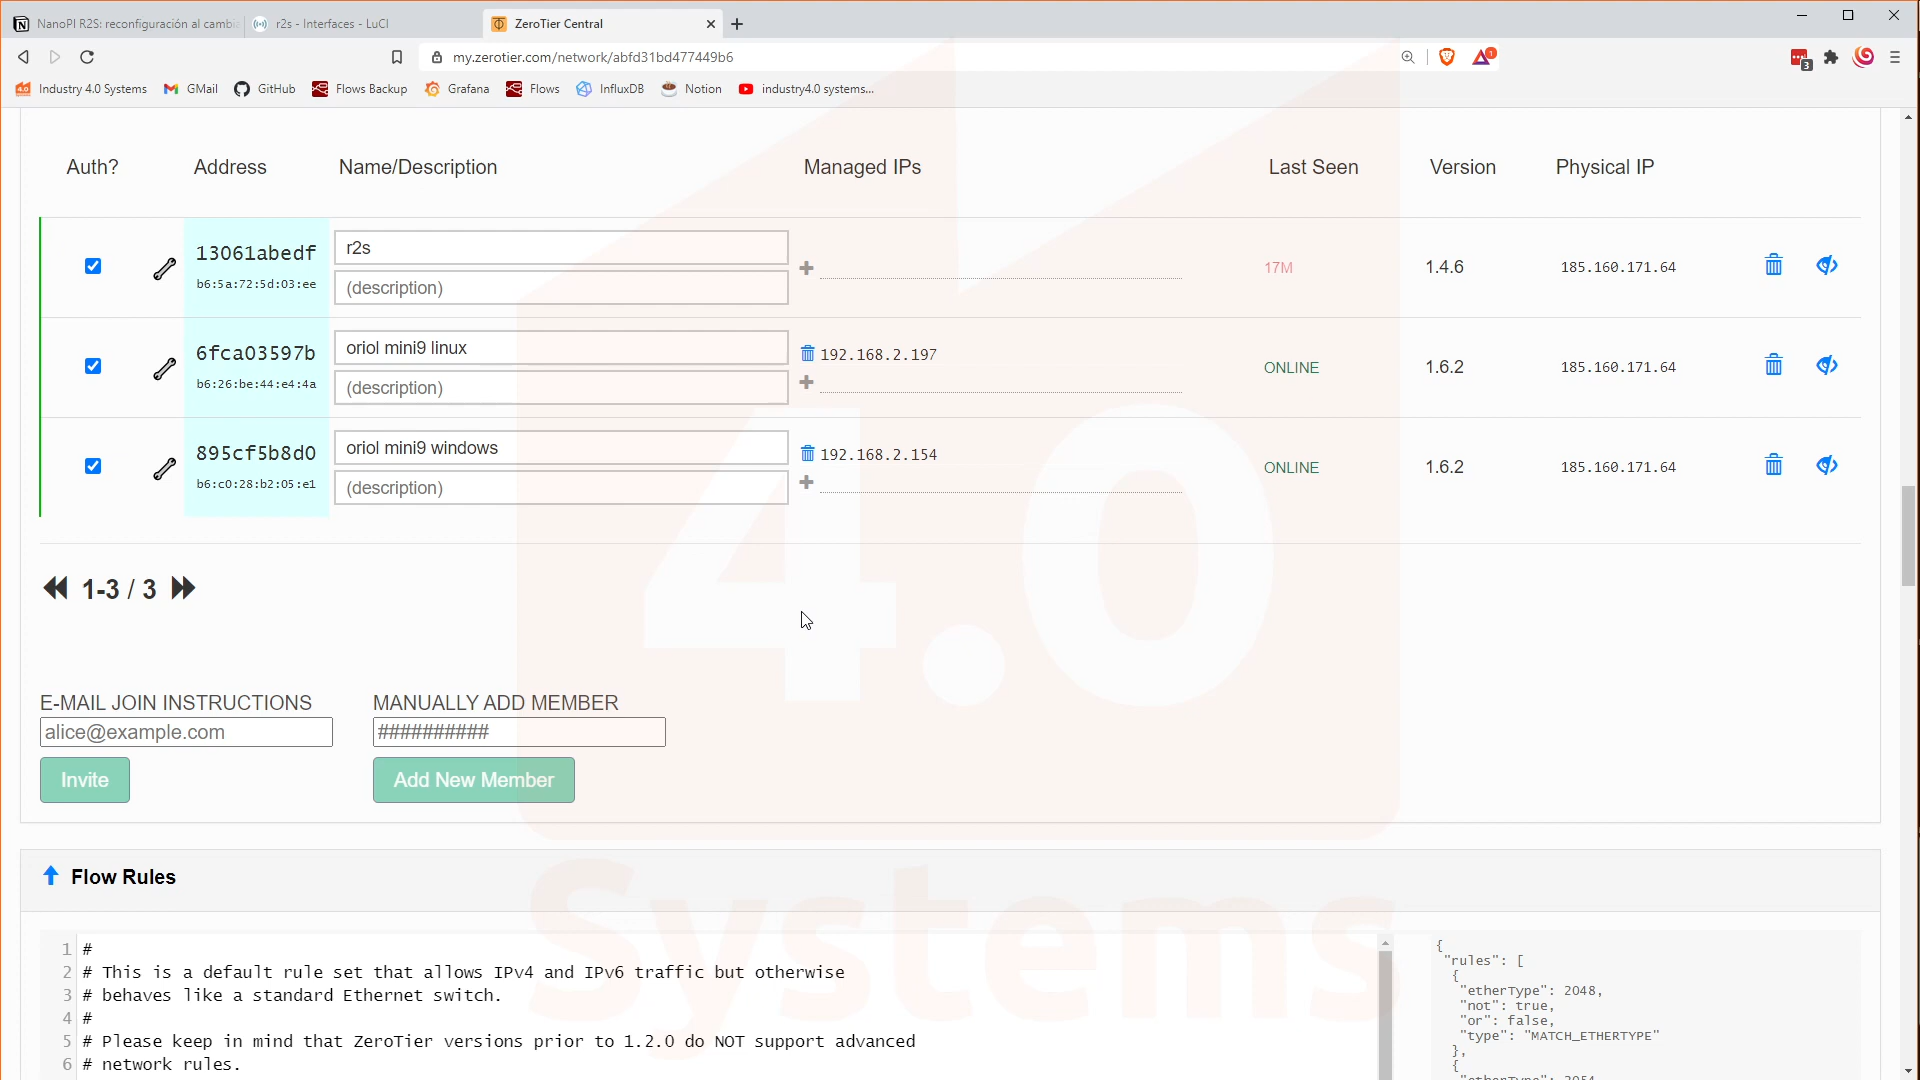 NanoPI R2S: reconfiguración al cambi
r2s - Interfaces - LuCI
ZeroTier Central
my.zerotier.com/network/abfd31bd477449b6
1
3
Industry 4.0 Systems
GMail
GitHub
Flows Backup
Grafana
Flows
InfluxDB
Notion
industry4.0 systems...
Auth?
Address
Name/Description
Managed IPs
Last Seen
Version
Physical IP
13061abedf
b6:5a:72:5d:03:ee
r2s
(description)
17M
1.4.6
185.160.171.64
6fca03597b
b6:26:be:44:e4:4a
oriol mini9 linux
(description)
192.168.2.197
ONLINE
1.6.2
185.160.171.64
895cf5b8d0
b6:c0:28:b2:05:e1
oriol mini9 windows
(description)
192.168.2.154
ONLINE
1.6.2
185.160.171.64
1-3 / 3
E-MAIL JOIN INSTRUCTIONS
alice@example.com
Invite
MANUALLY ADD MEMBER
##########
Add New Member
4.0
Systems
Flow Rules
1 #
2 # This is a default rule set that allows IPv4 and IPv6 traffic but otherwise
3 # behaves like a standard Ethernet switch.
4 #
5 # Please keep in mind that ZeroTier versions prior to 1.2.0 do NOT support advanced
6 # network rules.
{
"rules": [
{
"etherType": 2048,
"not": true,
"or": false,
"type": "MATCH_ETHERTYPE"
},
{